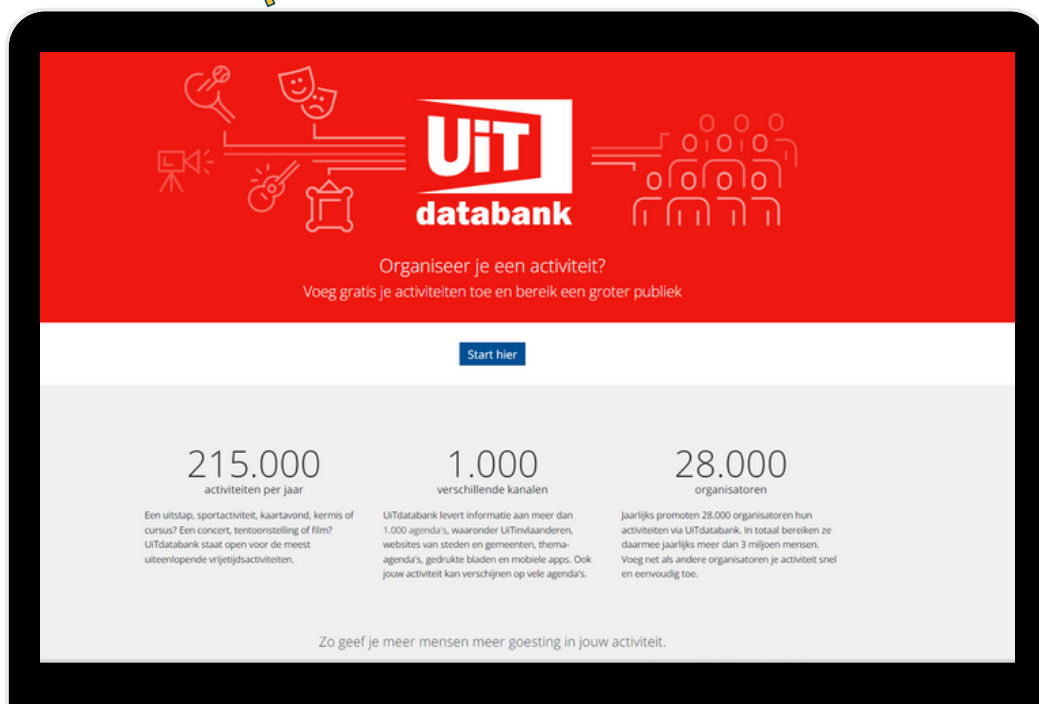 UiT
databank
Organiseer je een activiteit?
Voeg gratis je activiteiten toe en bereik een groter publiek
Start hier
215.000
activiteiten per jaar
Een uitstap, sportactiviteit, kaartavond, kermis of
cursus? Een concert, tentoonstelling of film?
UiTdatabank staat open voor de meest
uiteenlopende vrijetijdsactiviteiten.
1.000
verschillende kanalen
UiTdatabank levert informatie aan meer dan
1.000 agenda's, waaronder UiTinvlaanderen,
websites van steden en gemeenten, thema-
agenda's, gedrukte bladen en mobiele apps. Ook
jouw activiteit kan verschijnen op vele agenda's.
28.000
organisatoren
Jaarlijks promoten 28.000 organisatoren hun
activiteiten via UiTdatabank. In totaal bereiken ze
daarmee jaarlijks meer dan 3 miljoen mensen.
Voeg net als andere organisatoren je activiteit snel
en eenvoudig toe.
Zo geef je meer mensen meer goesting in jouw activiteit.